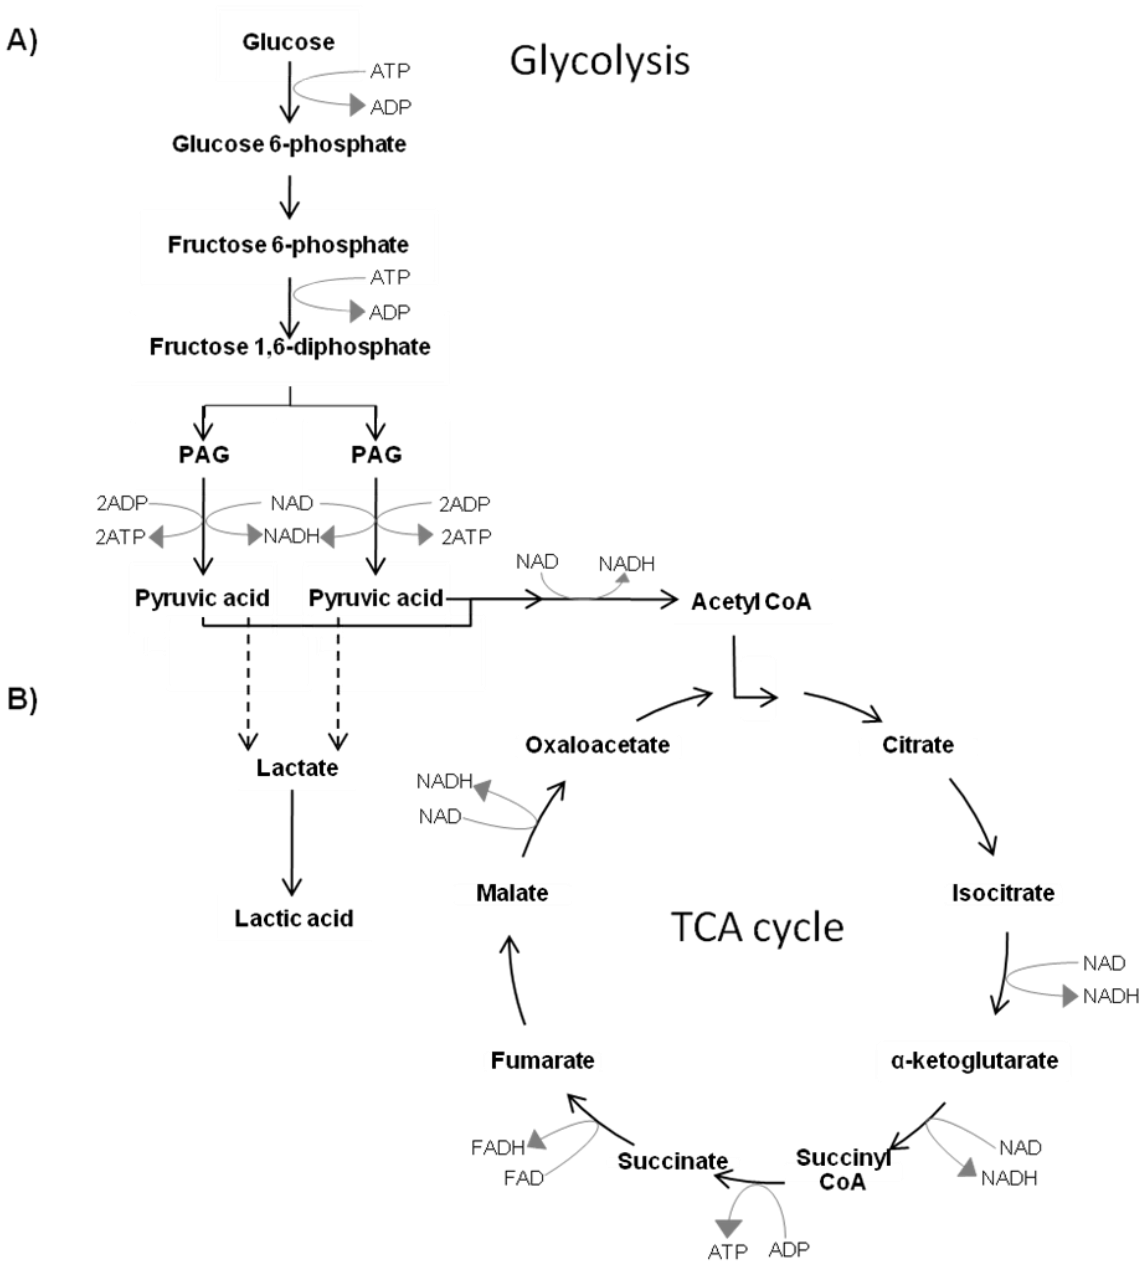 A)
Glucose
Glycolysis
ATP
ADP
Glucose 6-phosphate
Fructose 6-phosphate
ATP
ADP
Fructose 1,6-diphosphate
PAG
PAG
2ADP
NAD
2ADP
2ATP
NADH
2ATP
Pyruvic acid
Pyruvic acid
NAD
NADH
Acetyl CoA
B)
Lactate
Lactic acid
Oxaloacetate
Citrate
NADH
NAD
Malate
Isocitrate
TCA cycle
NAD
NADH
Fumarate
α-ketoglutarate
FADH
FAD
Succinate
Succinyl
CoA
NAD
NADH
ATP
ADP